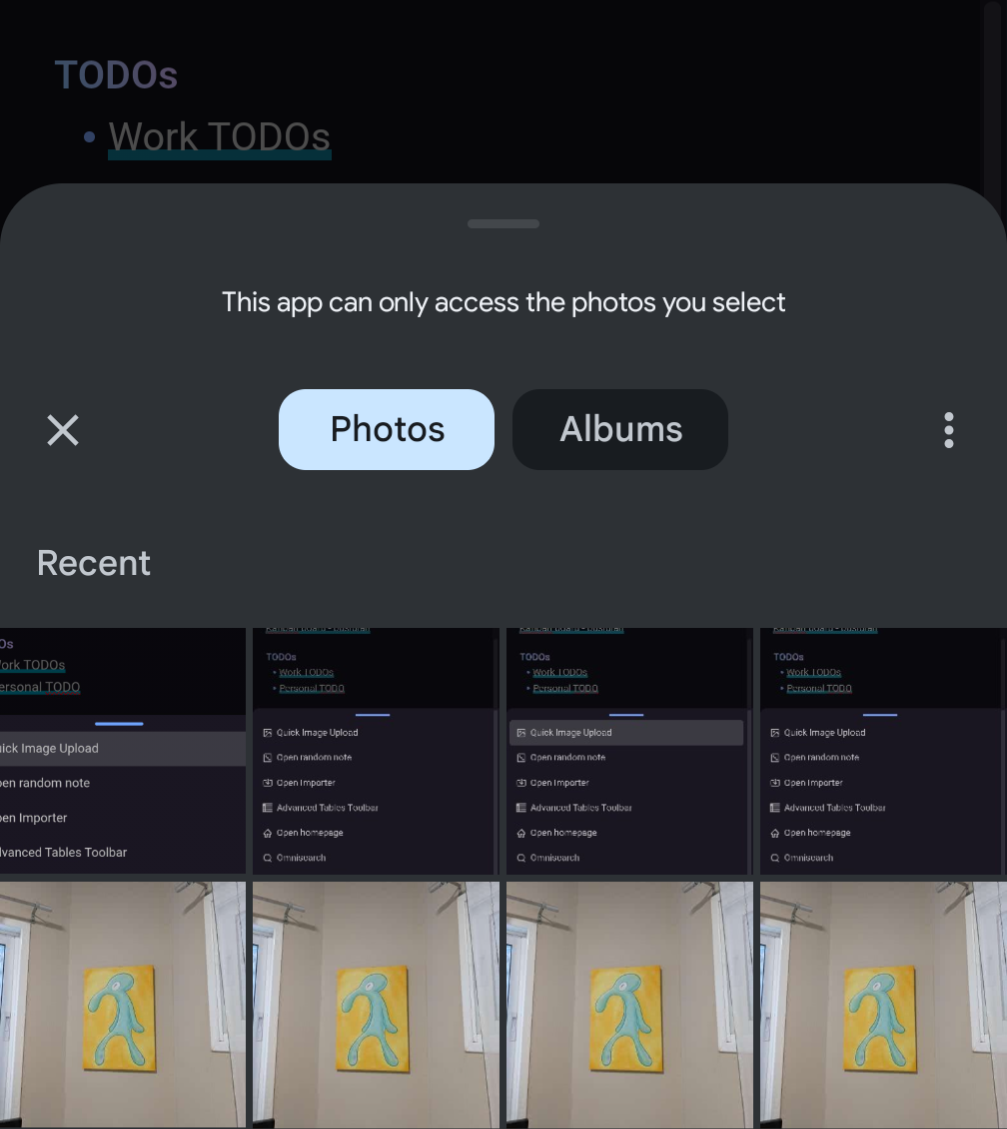 TODOs
• Work TODOs
This app can only access the photos you select
Photos
Albums
Recent
Os
ork TODOs
ersonal TODO
ick Image Upload
en random note
en Importer
vanced Tables Toolbar
TODOs
• Work TODOs
• Personal TODO
Quick Image Upload
Open random note
Open Importer
Advanced Tables Toolbar
Open homepage
Omnisearch
TODOs
• Work TODOs
• Personal TODO
Quick Image Upload
Open random note
Open Importer
Advanced Tables Toolbar
Open homepage
Omnisearch
TODOs
• Work TODOs
• Personal TODO
Quick Image Upload
Open random note
Open Importer
Advanced Tables Toolbar
Open homepage
Omnisearch